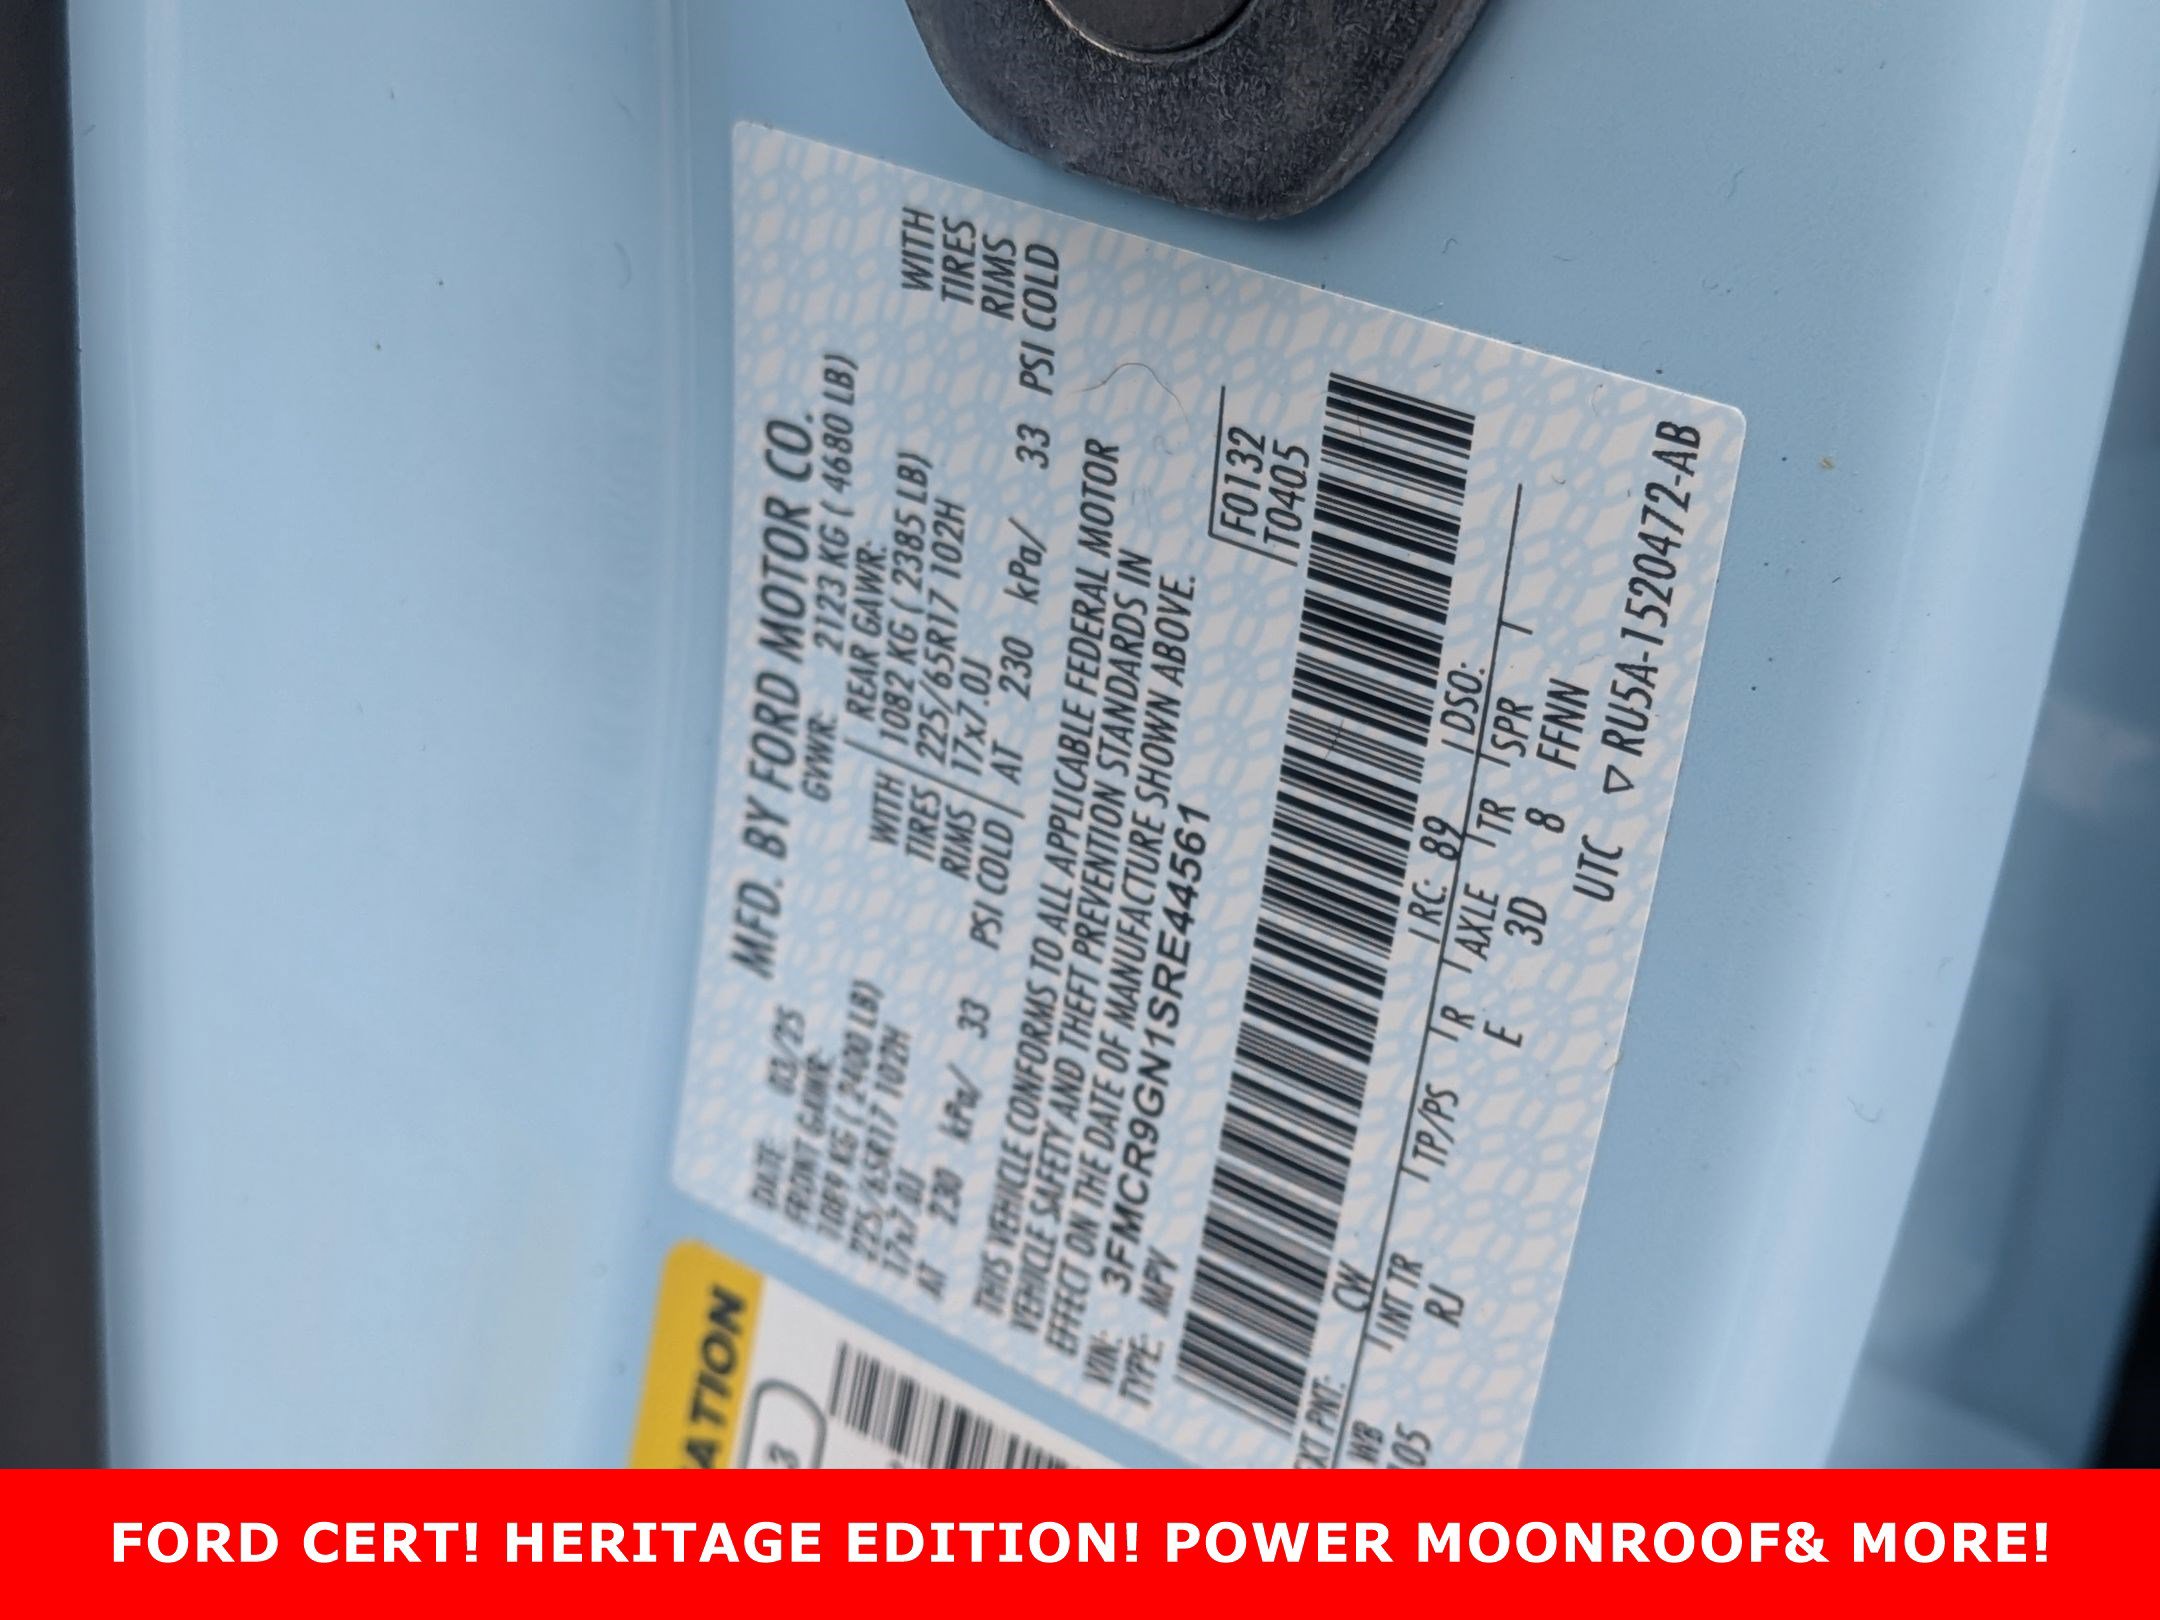 MFD. BY FORD MOTOR CO.
DATE: 03/25 GVWR: 2123 KG ( 4680 LB)
FRONT GAWR: REAR GAWR:
1089 KG ( 2400 LB) WITH 1082 KG ( 2385 LB) WITH
225/65R17 102H TIRES 225/65R17 102H TIRES
17x7.0J RIMS 17x7.0J RIMS
AT 230 kPa/ 33 PSI COLD AT 230 kPa/ 33 PSI COLD
THIS VEHICLE CONFORMS TO ALL APPLICABLE FEDERAL MOTOR
VEHICLE SAFETY AND THEFT PREVENTION STANDARDS IN
EFFECT ON THE DATE OF MANUFACTURE SHOWN ABOVE.
VIN: 3FMCR9GN1SRE44561
TYPE: MPV
F0132
T0405
EXT PNT: CW RC: 89 DSO:
WB INT TR TP/PS R AXLE TR SPR
105 RJ E 3D 8 FFNN
UTC ▽ RU5A-1520472-AB
ATION
3
FORD CERT! HERITAGE EDITION! POWER MOONROOF& MORE!